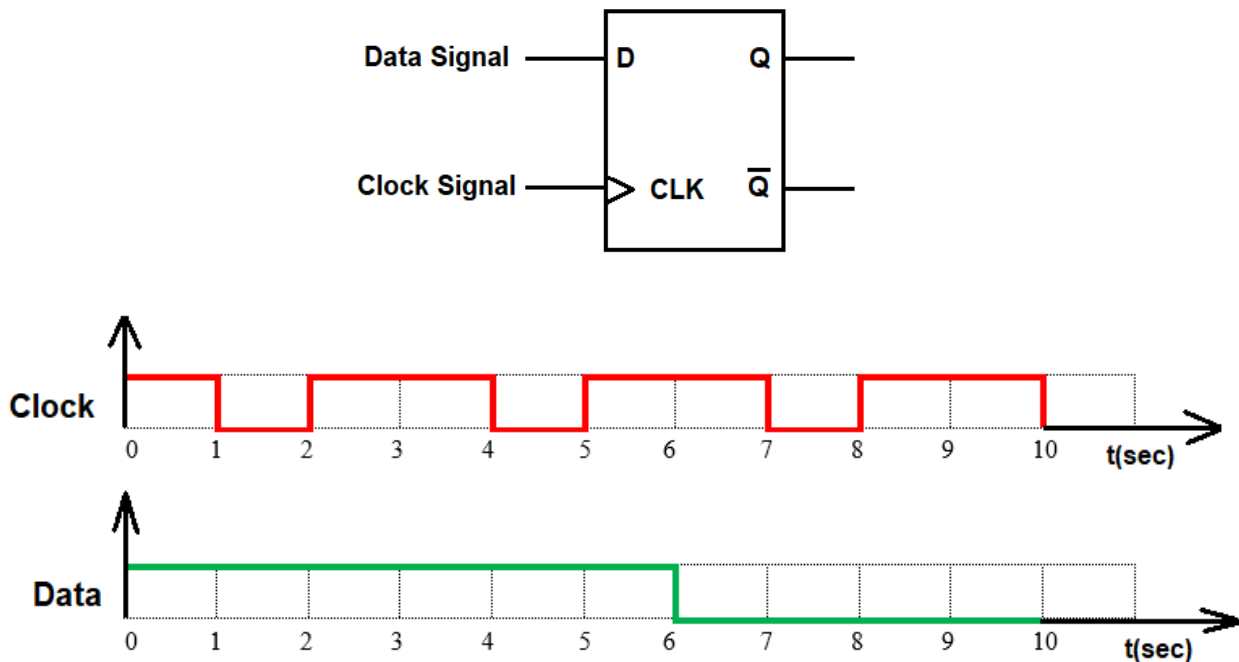 Data Signal D Q
Clock Signal CLK Q̅
Clock
0 1 2 3 4 5 6 7 8 9 10 t(sec)
Data
0 1 2 3 4 5 6 7 8 9 10 t(sec)